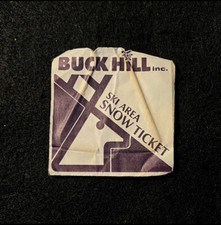 BUCK HILL inc.
SKI AREA
SNOW TICKET